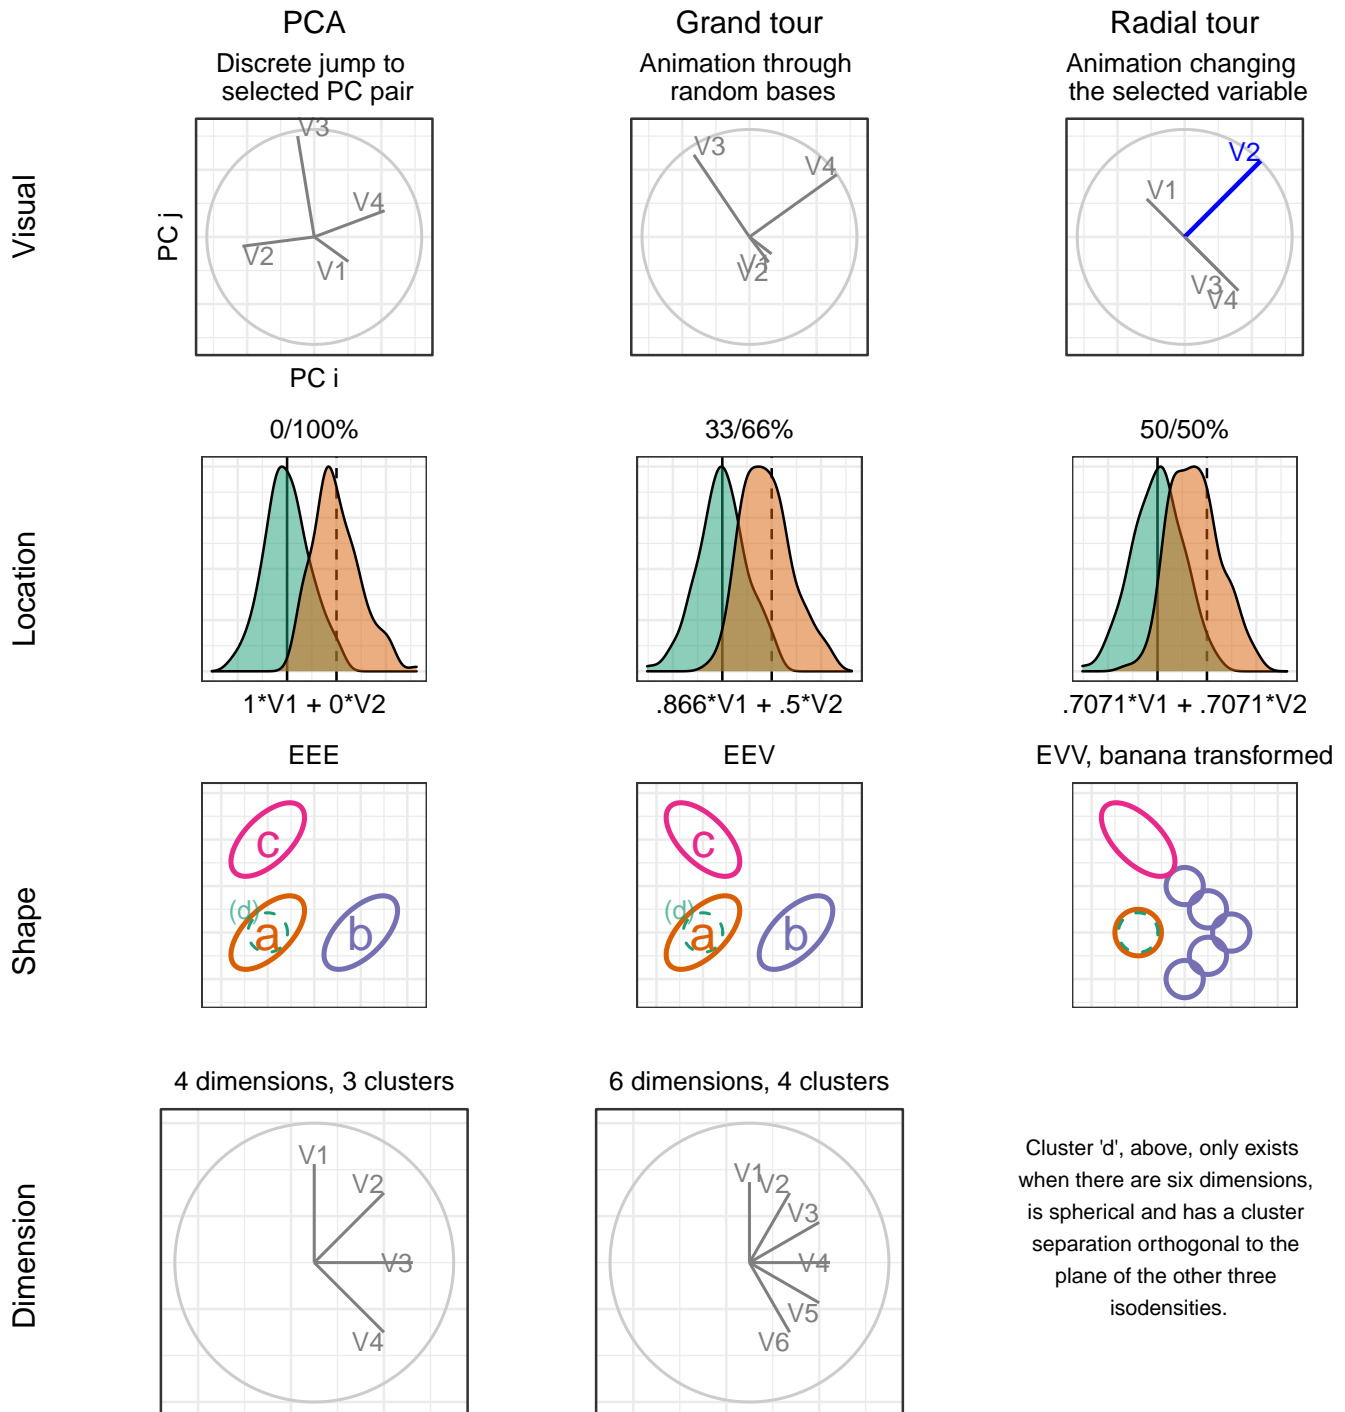 PCA
Grand tour
Radial tour
Discrete jump to
selected PC pair
Animation through
random bases
Animation changing
the selected variable
Visual
PC j
V3
V4
V2
V1
PC i
V3
V4
V1
V2
V2
V1
V3
V4
0/100%
33/66%
50/50%
Location
1*V1 + 0*V2
.866*V1 + .5*V2
.7071*V1 + .7071*V2
EEE
EEV
EVV, banana transformed
Shape
c
(d)
a
b
c
(d)
a
b
4 dimensions, 3 clusters
6 dimensions, 4 clusters
Dimension
V1
V2
V3
V4
V1
V2
V3
V4
V5
V6
Cluster 'd', above, only exists
when there are six dimensions,
is spherical and has a cluster
separation orthogonal to the
plane of the other three
isodensities.